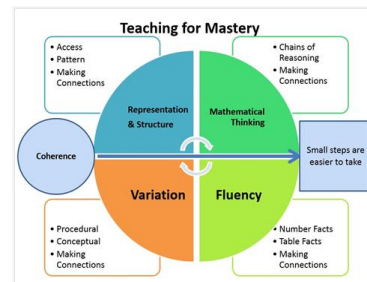 Teaching for Mastery
• Access
• Pattern
• Making
Connections
• Chains of
Reasoning
• Making
Connections
Representation
& Structure
Mathematical
Thinking
Coherence
Small steps are
easier to take
Variation
Fluency
• Procedural
• Conceptual
• Making
Connections
• Number Facts
• Table Facts
• Making
Connections